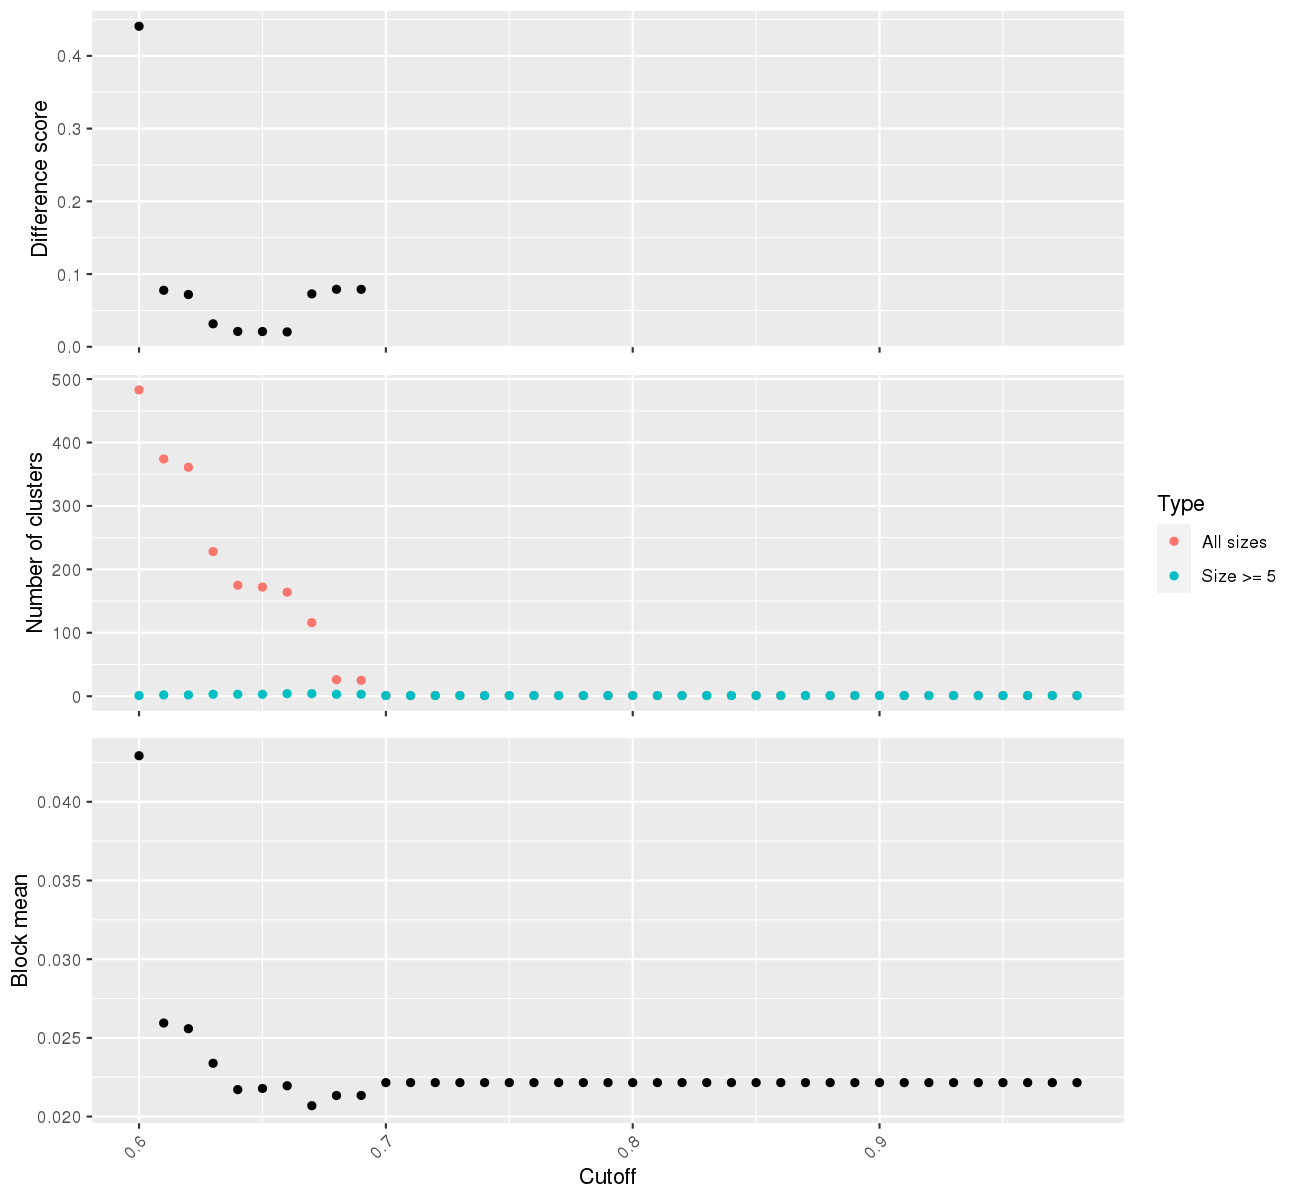 Difference score
0.4
0.3
0.2
0.1
0.0
Number of clusters
500
400
300
200
100
0
Type
All sizes
Size >= 5
Block mean
0.040
0.035
0.030
0.025
0.020
0.6
0.7
0.8
0.9
Cutoff